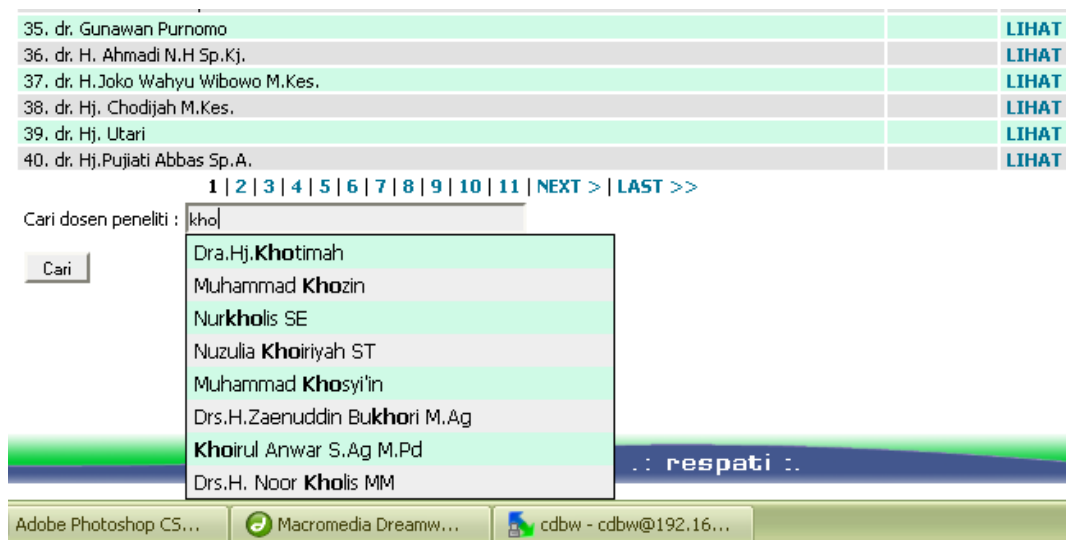 35. dr. Gunawan Purnomo LIHAT
36. dr. H. Ahmadi N.H Sp.Kj. LIHAT
37. dr. H.Joko Wahyu Wibowo M.Kes. LIHAT
38. dr. Hj. Chodijah M.Kes. LIHAT
39. dr. Hj. Utari LIHAT
40. dr. Hj.Pujiati Abbas Sp.A. LIHAT
1 | 2 | 3 | 4 | 5 | 6 | 7 | 8 | 9 | 10 | 11 | NEXT > | LAST >>
Cari dosen peneliti : kho
Cari
Dra.Hj.Khotimah
Muhammad Khozin
Nurkholis SE
Nuzulia Khoiriyah ST
Muhammad Khosyi'in
Drs.H.Zaenuddin Bukhori M.Ag
Khoirul Anwar S.Ag M.Pd
Drs.H. Noor Kholis MM
.: respati :.
Adobe Photoshop CS... Macromedia Dreamw... cdbw - cdbw@192.16...